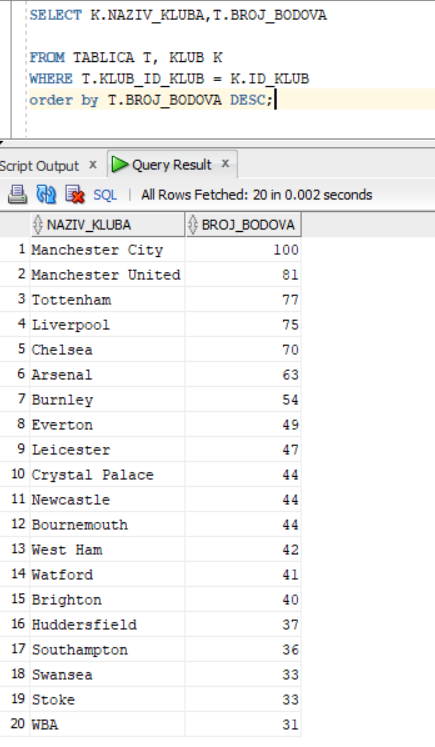 SELECT K.NAZIV_KLUBA,T.BROJ_BODOVA
FROM TABLICA T, KLUB K
WHERE T.KLUB_ID_KLUB = K.ID_KLUB
order by T.BROJ_BODOVA DESC;
Script Output x Query Result x
SQL | All Rows Fetched: 20 in 0.002 seconds
NAZIV_KLUBA BROJ_BODOVA
1 Manchester City 100
2 Manchester United 81
3 Tottenham 77
4 Liverpool 75
5 Chelsea 70
6 Arsenal 63
7 Burnley 54
8 Everton 49
9 Leicester 47
10 Crystal Palace 44
11 Newcastle 44
12 Bournemouth 44
13 West Ham 42
14 Watford 41
15 Brighton 40
16 Huddersfield 37
17 Southampton 36
18 Swansea 33
19 Stoke 33
20 WBA 31